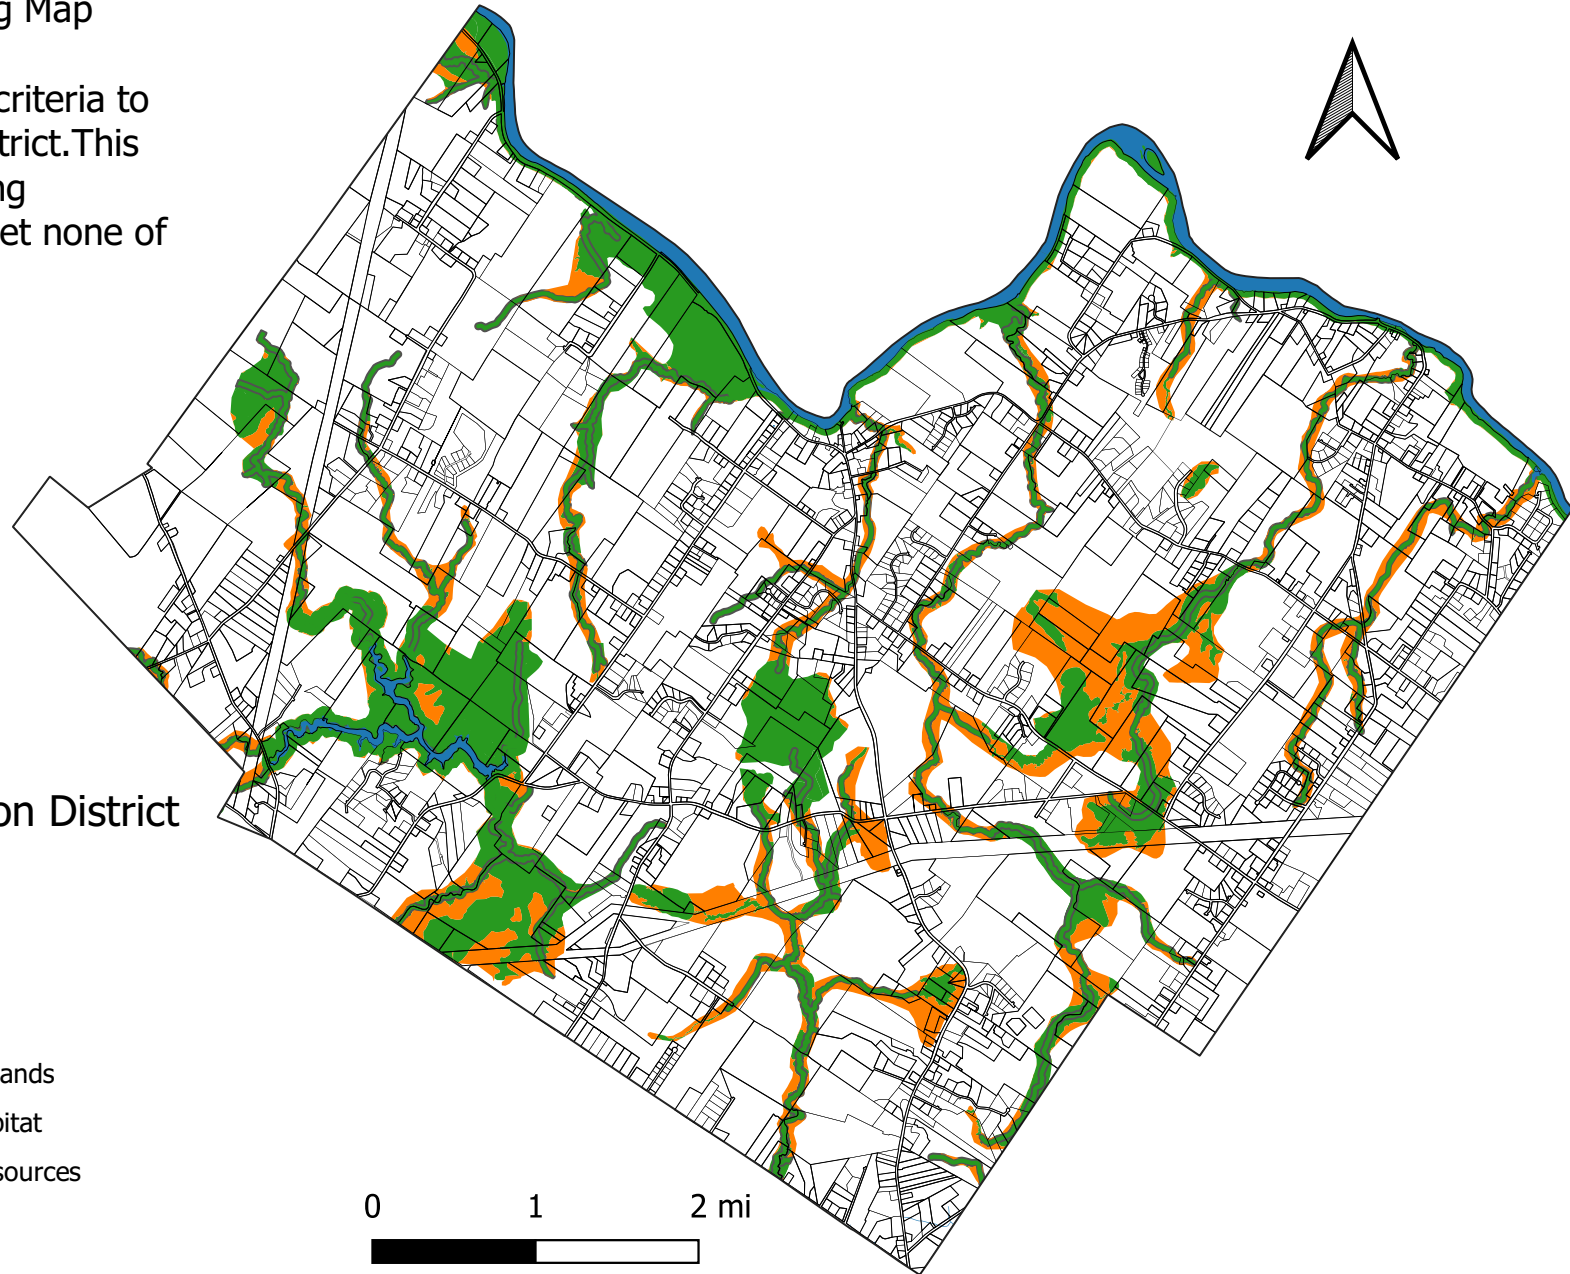 g Map
criteria to
trict.This
ng
et none of
on District
ands
bitat
sources
0 1 2 mi